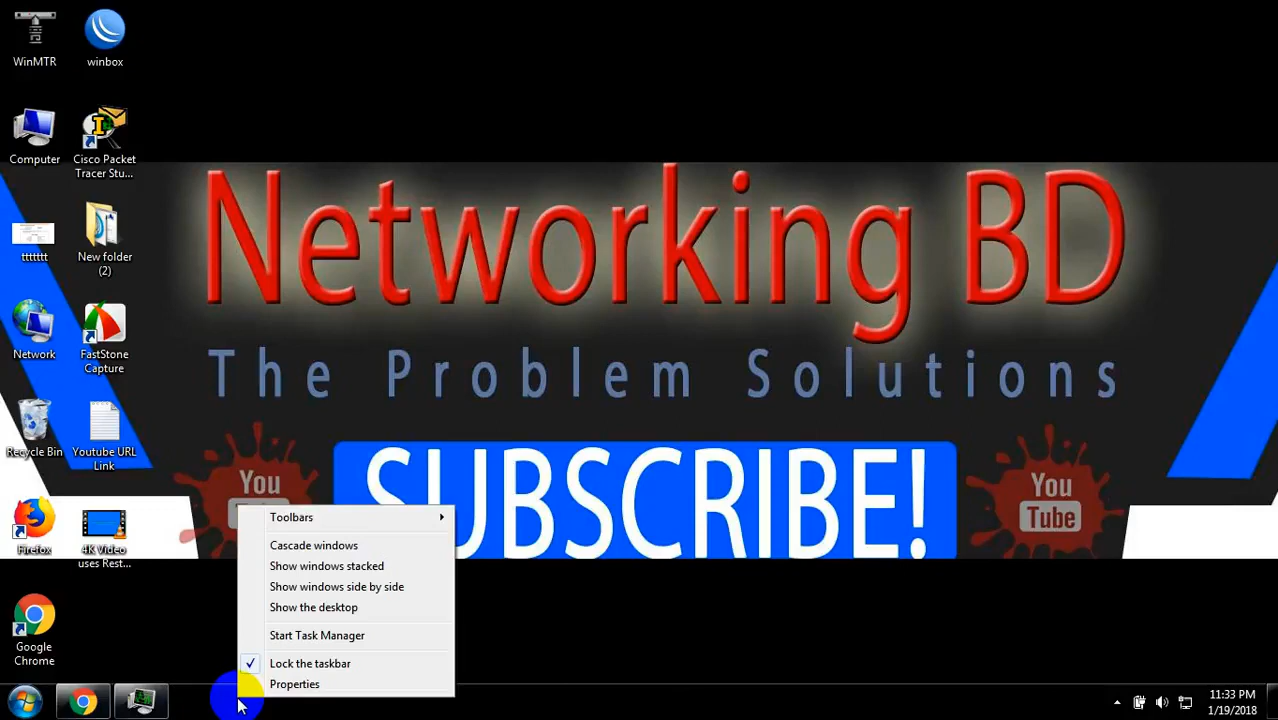 WinMTR
winbox
Computer
Cisco Packet
Tracer Stu...
ttttttt
New folder
(2)
Network
FastStone
Capture
Recycle Bin
Youtube URL
Link
Firefox
4K Video
uses Rest...
Google
Chrome
Networking BD
The Problem Solutions
SUBSCRIBE!
You
You
Tube
Toolbars
Cascade windows
Show windows stacked
Show windows side by side
Show the desktop
Start Task Manager
Lock the taskbar
Properties
11:33 PM
1/19/2018